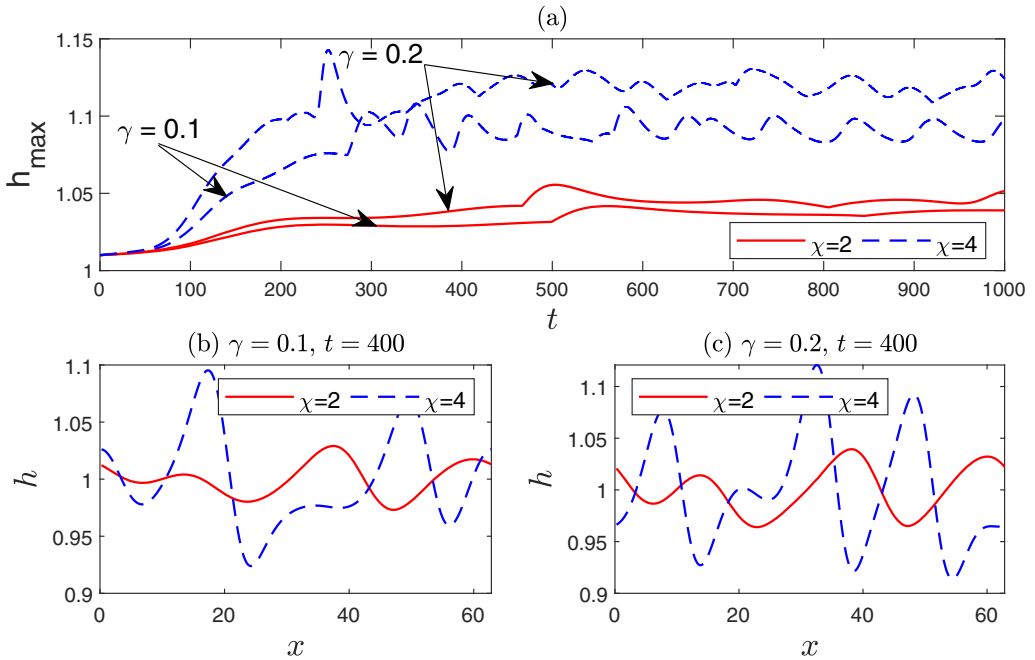 (a)
1.15
1.1
1.05
1
h_max
γ = 0.2
γ = 0.1
χ=2 χ=4
0 100 200 300 400 500 600 700 800 900 1000
t
(b) γ = 0.1, t = 400
1.1
1.05
1
0.95
0.9
h
χ=2 χ=4
0 20 40 60
x
(c) γ = 0.2, t = 400
1.1
1.05
1
0.95
0.9
h
χ=2 χ=4
0 20 40 60
x